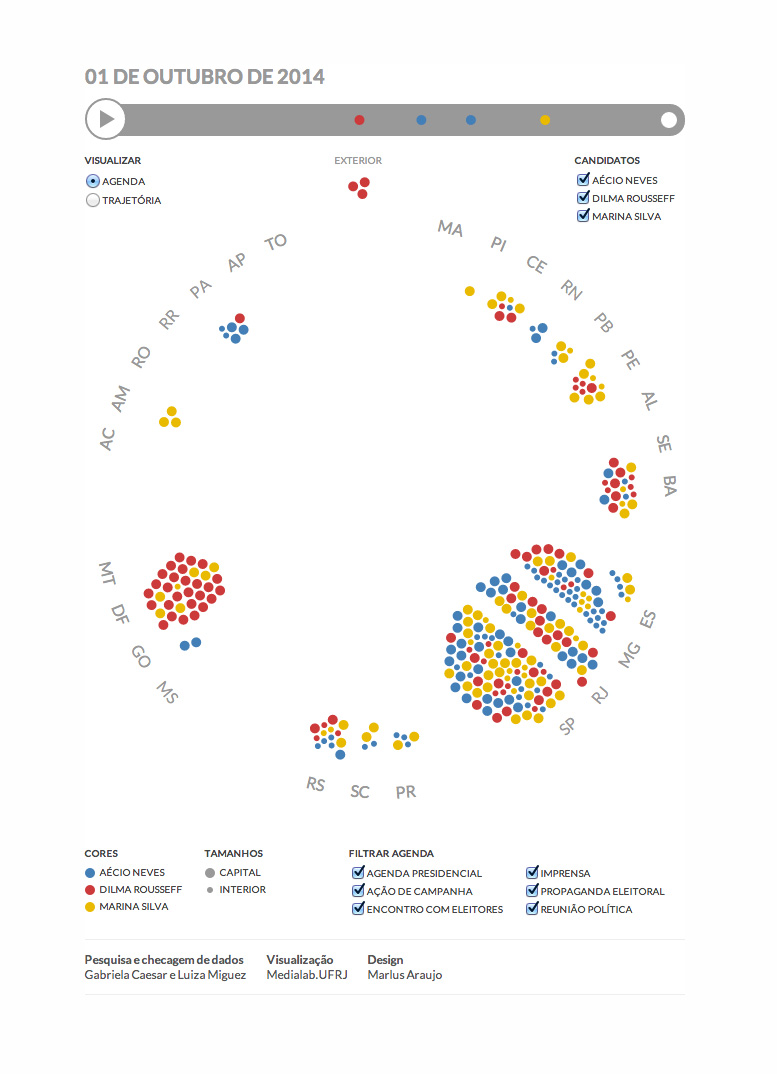 01 DE OUTUBRO DE 2014
VISUALIZAR
AGENDA
TRAJETÓRIA
EXTERIOR
CANDIDATOS
AÉCIO NEVES
DILMA ROUSSEFF
MARINA SILVA
TO
AP
PA
RR
RO
AM
AC
MA
PI
CE
RN
PB
PE
AL
SE
BA
MT
DF
GO
MS
ES
MG
RJ
SP
RS
SC
PR
CORES
AÉCIO NEVES
DILMA ROUSSEFF
MARINA SILVA
TAMANHOS
CAPITAL
INTERIOR
FILTRAR AGENDA
AGENDA PRESIDENCIAL
AÇÃO DE CAMPANHA
ENCONTRO COM ELEITORES
IMPRENSA
PROPAGANDA ELEITORAL
REUNIÃO POLÍTICA
Pesquisa e checagem de dados
Gabriela Caesar e Luiza Miguez
Visualização
Medialab.UFRJ
Design
Marlus Araujo